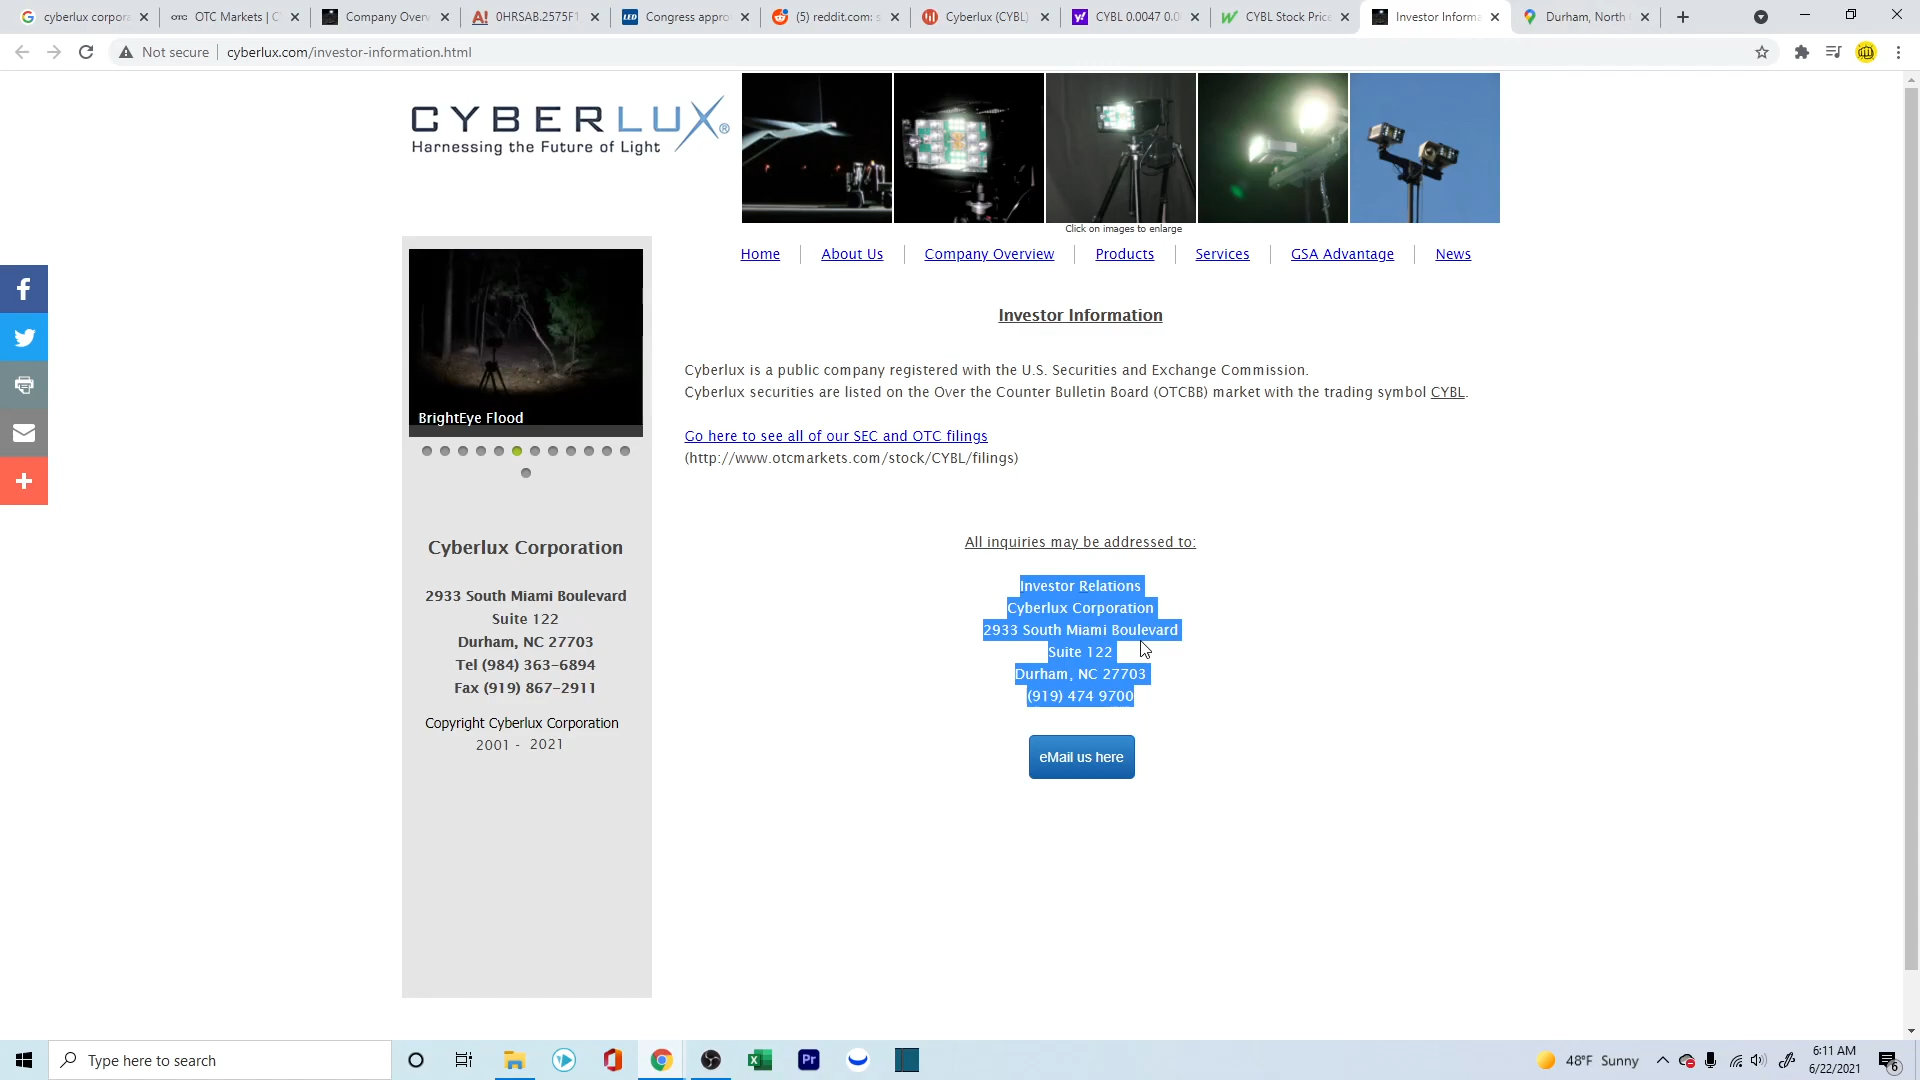 cyberlux corpora
OTC Markets | C
Company Over
A! 0HRSAB.2575F1
LED Congress appro
(5) reddit.com: s
Cyberlux (CYBL)
CYBL 0.0047 0.0
CYBL Stock Price
Investor Informa
Durham, North
Not secure cyberlux.com/investor-information.html
CYBERLUX®
Harnessing the Future of Light
Click on images to enlarge
Home About Us Company Overview Products Services GSA Advantage News
BrightEye Flood
Investor Information
Cyberlux is a public company registered with the U.S. Securities and Exchange Commission.
Cyberlux securities are listed on the Over the Counter Bulletin Board (OTCBB) market with the trading symbol CYBL.
Go here to see all of our SEC and OTC filings
(http://www.otcmarkets.com/stock/CYBL/filings)
All inquiries may be addressed to:
Investor Relations
Cyberlux Corporation
2933 South Miami Boulevard
Suite 122
Durham, NC 27703
(919) 474 9700
eMail us here
Cyberlux Corporation
2933 South Miami Boulevard
Suite 122
Durham, NC 27703
Tel (984) 363-6894
Fax (919) 867-2911
Copyright Cyberlux Corporation
2001 - 2021
Type here to search
Pr
48°F Sunny
6:11 AM
6/22/2021
6